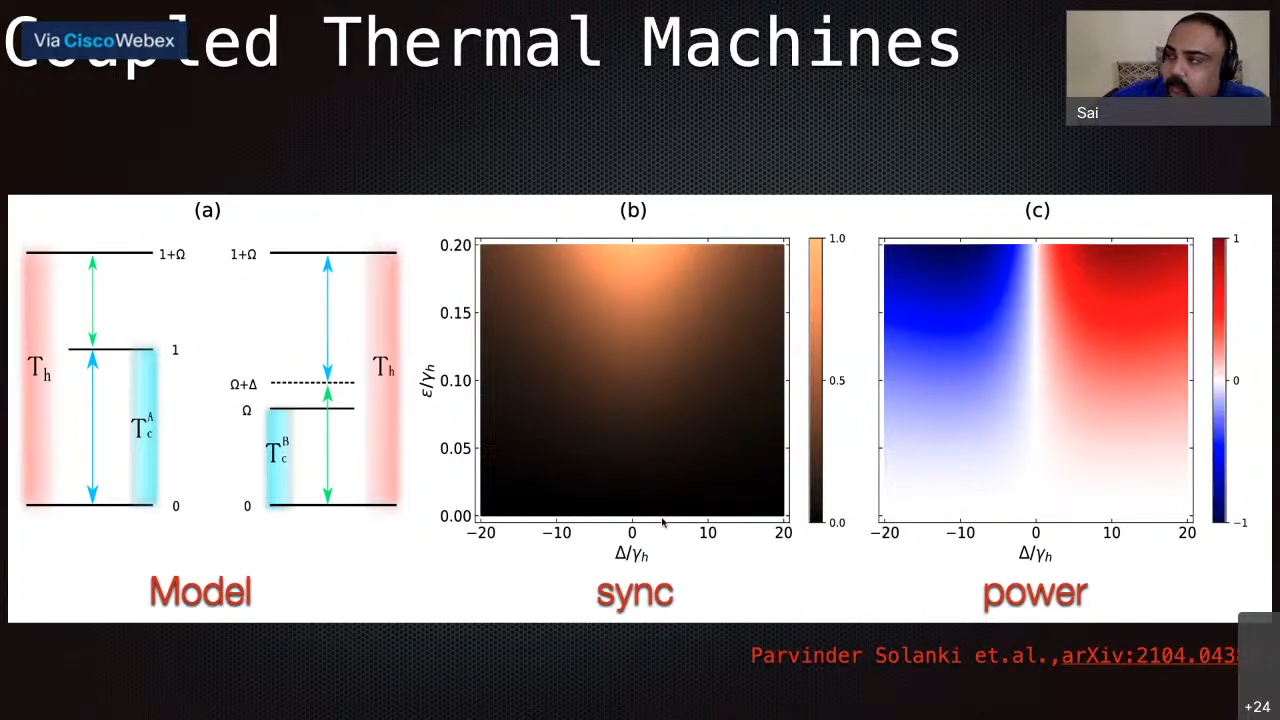 Coupled Thermal Machines
Via CiscoWebex
Sai
(a)
(b)
(c)
1+Ω
1
0
T_h
T_c^A
1+Ω
Ω+Δ
Ω
0
T_c^B
T_h
ε/γ_h
0.20
0.15
0.10
0.05
0.00
−20
−10
0
10
20
Δ/γ_h
1.0
0.5
0.0
−20
−10
0
10
20
Δ/γ_h
1
0
−1
Model
sync
power
Parvinder Solanki et.al.,arXiv:2104.043
+24